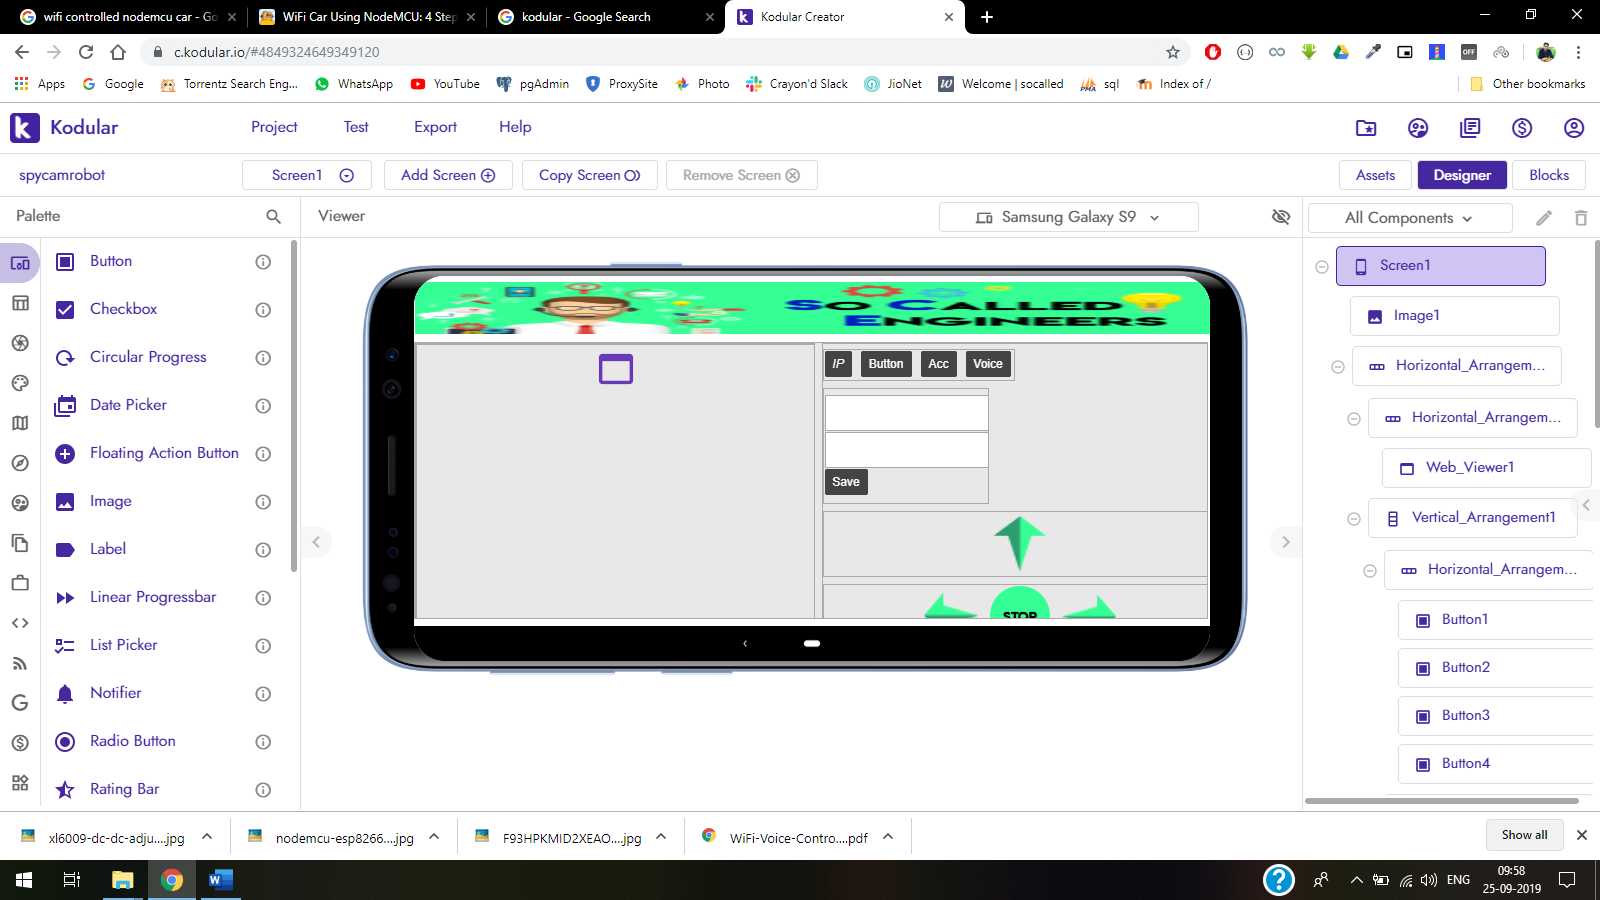 wifi controlled nodemcu car - Go
WiFi Car Using NodeMCU: 4 Step
kodular - Google Search
Kodular Creator
c.kodular.io/#4849324649349120
OFF
Apps
Google
Torrentz Search Eng...
WhatsApp
YouTube
pgAdmin
ProxySite
Photo
Crayon'd Slack
JioNet
Welcome | socalled
sql
Index of /
Other bookmarks
Kodular
Project
Test
Export
Help
spycamrobot
Screen1
Add Screen
Copy Screen
Remove Screen
Assets
Designer
Blocks
Palette
Viewer
Samsung Galaxy S9
All Components
Button
Checkbox
Circular Progress
Date Picker
Floating Action Button
Image
Label
Linear Progressbar
List Picker
Notifier
Radio Button
Rating Bar
SO CALLED
ENGINEERS
IP
Button
Acc
Voice
Save
STOP
Screen1
Image1
Horizontal_Arrangem...
Horizontal_Arrangem...
Web_Viewer1
Vertical_Arrangement1
Horizontal_Arrangem...
Button1
Button2
Button3
Button4
xl6009-dc-dc-adju....jpg
nodemcu-esp8266....jpg
F93HPKMID2XEAO....jpg
WiFi-Voice-Contro....pdf
Show all
ENG
09:58
25-09-2019